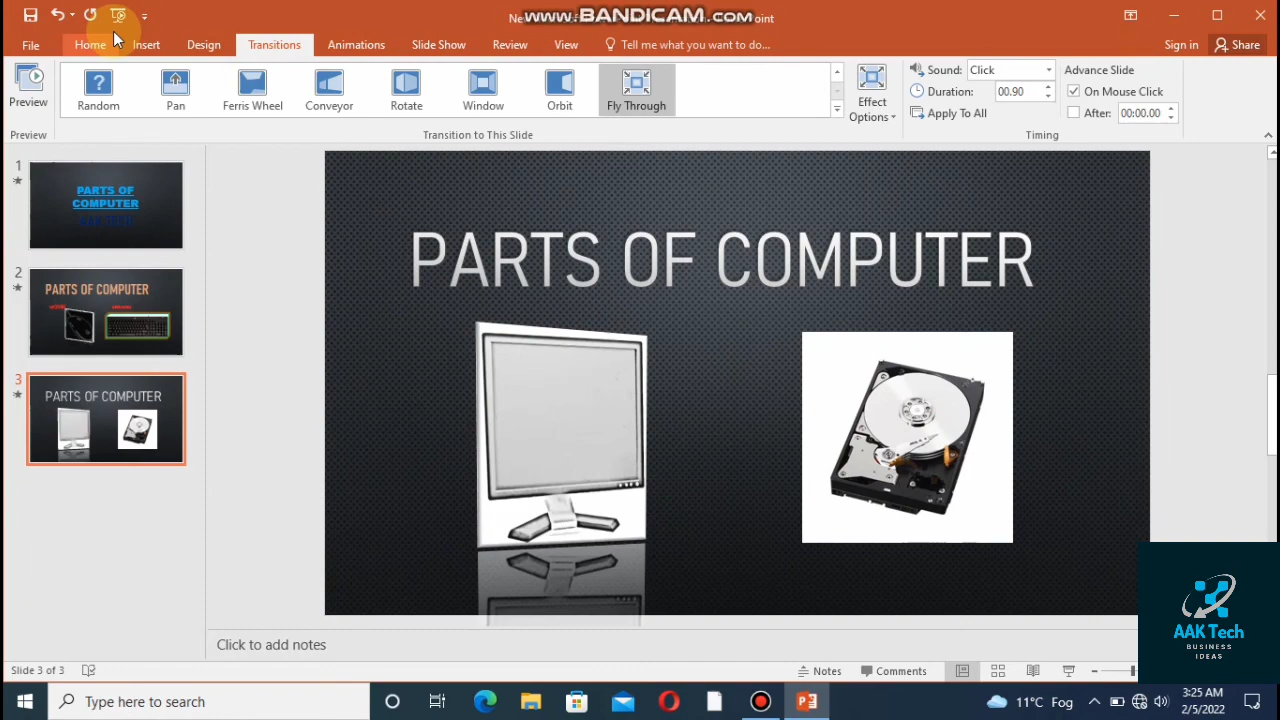 Ne
www.BANDICAM.com
oint
File
Home
Insert
Design
Transitions
Animations
Slide Show
Review
View
Tell me what you want to do...
Sign in
Share
Preview
?
Random
Pan
Ferris Wheel
Conveyor
Rotate
Window
Orbit
Fly Through
Effect
Options
Sound: Click
Duration: 00.90
Apply To All
Advance Slide
On Mouse Click
After: 00:00.00
Preview
Transition to This Slide
Timing
1
PARTS OF
COMPUTER
2
PARTS OF COMPUTER
3
PARTS OF COMPUTER
PARTS OF COMPUTER
Click to add notes
AAK Tech
BUSINESS
IDEAS
Slide 3 of 3
Notes
Comments
Type here to search
11°C Fog
3:25 AM
2/5/2022